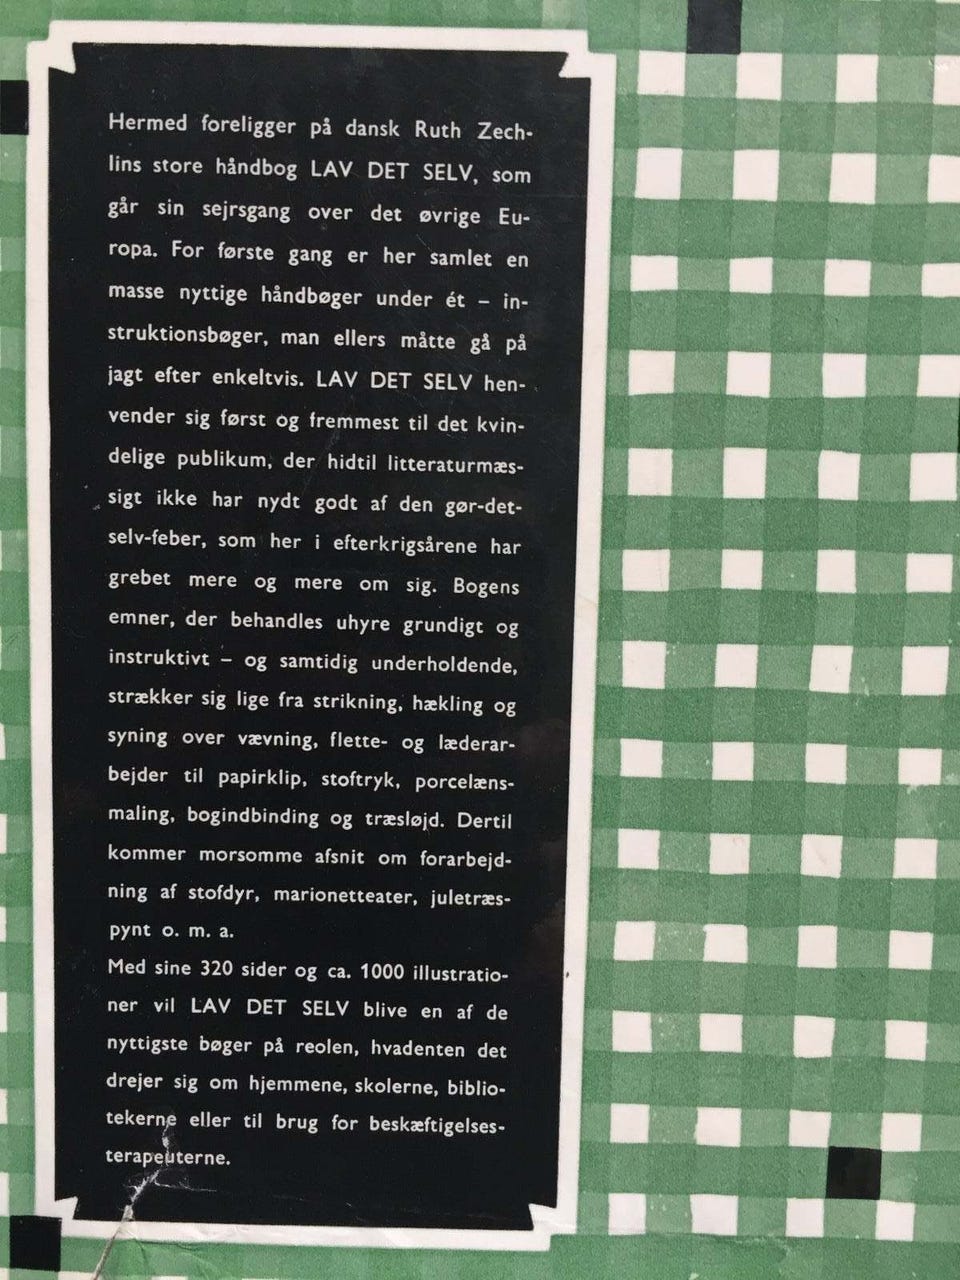 Hermed foreligger på dansk Ruth Zech-
lins store håndbog LAV DET SELV, som
går sin sejrsgang over det øvrige Eu-
ropa. For første gang er her samlet en
masse nyttige håndbøger under ét – in-
struktionsbøger, man ellers måtte gå på
jagt efter enkeltvis. LAV DET SELV hen-
vender sig først og fremmest til det kvin-
delige publikum, der hidtil litteraturmæs-
sigt ikke har nydt godt af den gør-det-
selv-feber, som her i efterkrigsårene har
grebet mere og mere om sig. Bogens
emner, der behandles uhyre grundigt og
instruktivt – og samtidig underholdende,
strækker sig lige fra strikning, hækling og
syning over vævning, flette- og læderar-
bejder til papirklip, stoftryk, porcelæns-
maling, bogindbinding og træsløjd. Dertil
kommer morsomme afsnit om forarbejd-
ning af stofdyr, marionetteater, juletræs-
pynt o. m. a.
Med sine 320 sider og ca. 1000 illustratio-
ner vil LAV DET SELV blive en af de
nyttigste bøger på reolen, hvadenten det
drejer sig om hjemmene, skolerne, biblio-
tekerne eller til brug for beskæftigelses-
terapeuterne.